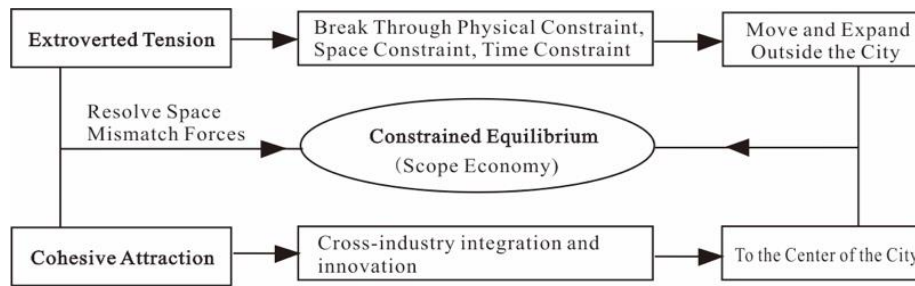 Extroverted Tension
Break Through Physical Constraint,
Space Constraint, Time Constraint
Move and Expand
Outside the City
Resolve Space
Mismatch Forces
Constrained Equilibrium
(Scope Economy)
Cohesive Attraction
Cross-industry integration and
innovation
To the Center of the City